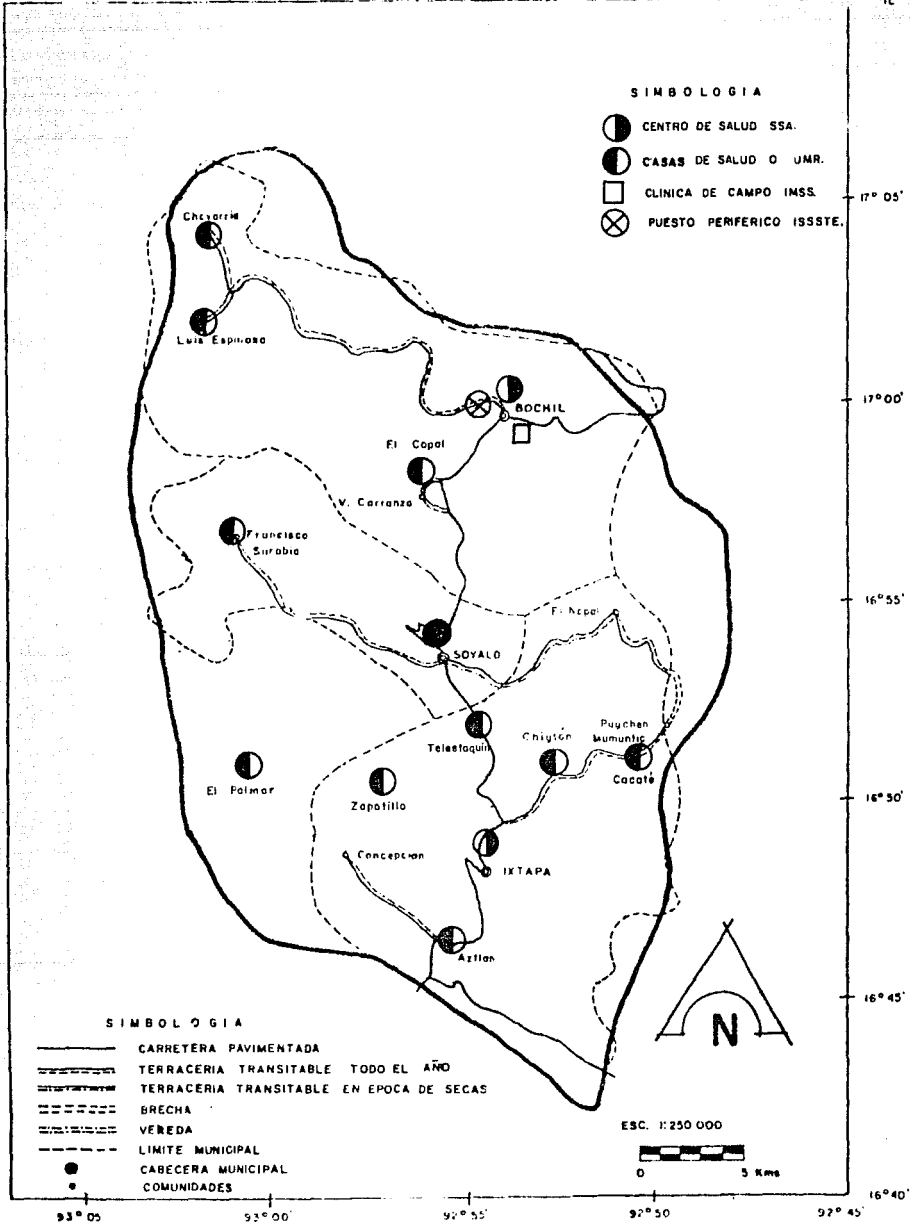 SIMBOLOGIA
CENTRO DE SALUD SSA.
CASAS DE SALUD O UMR.
CLINICA DE CAMPO IMSS.
PUESTO PERIFERICO ISSSTE.
17° 05'
Luis Espinosa
17° 00'
BOCHIL
El Copal
V. Carranza
Francisco
Sarabia
16° 55'
El Nopal
SOYALO
Telestaquin
Chigtón
Puychen
Mumuntic
Cacaté
El Palmar
Zapotillo
16° 50'
Concepcion
IXTAPA
Aztlan
16° 45'
N
SIMBOLOGIA
CARRETERA PAVIMENTADA
TERRACERIA TRANSITABLE TODO EL AÑO
TERRACERIA TRANSITABLE EN EPOCA DE SECAS
BRECHA
VEREDA
LIMITE MUNICIPAL
CABECERA MUNICIPAL
COMUNIDADES
ESC. 1:250 000
0 5 Kms
16° 40'
93° 05' 93° 00' 92° 55' 92° 50' 92° 45'